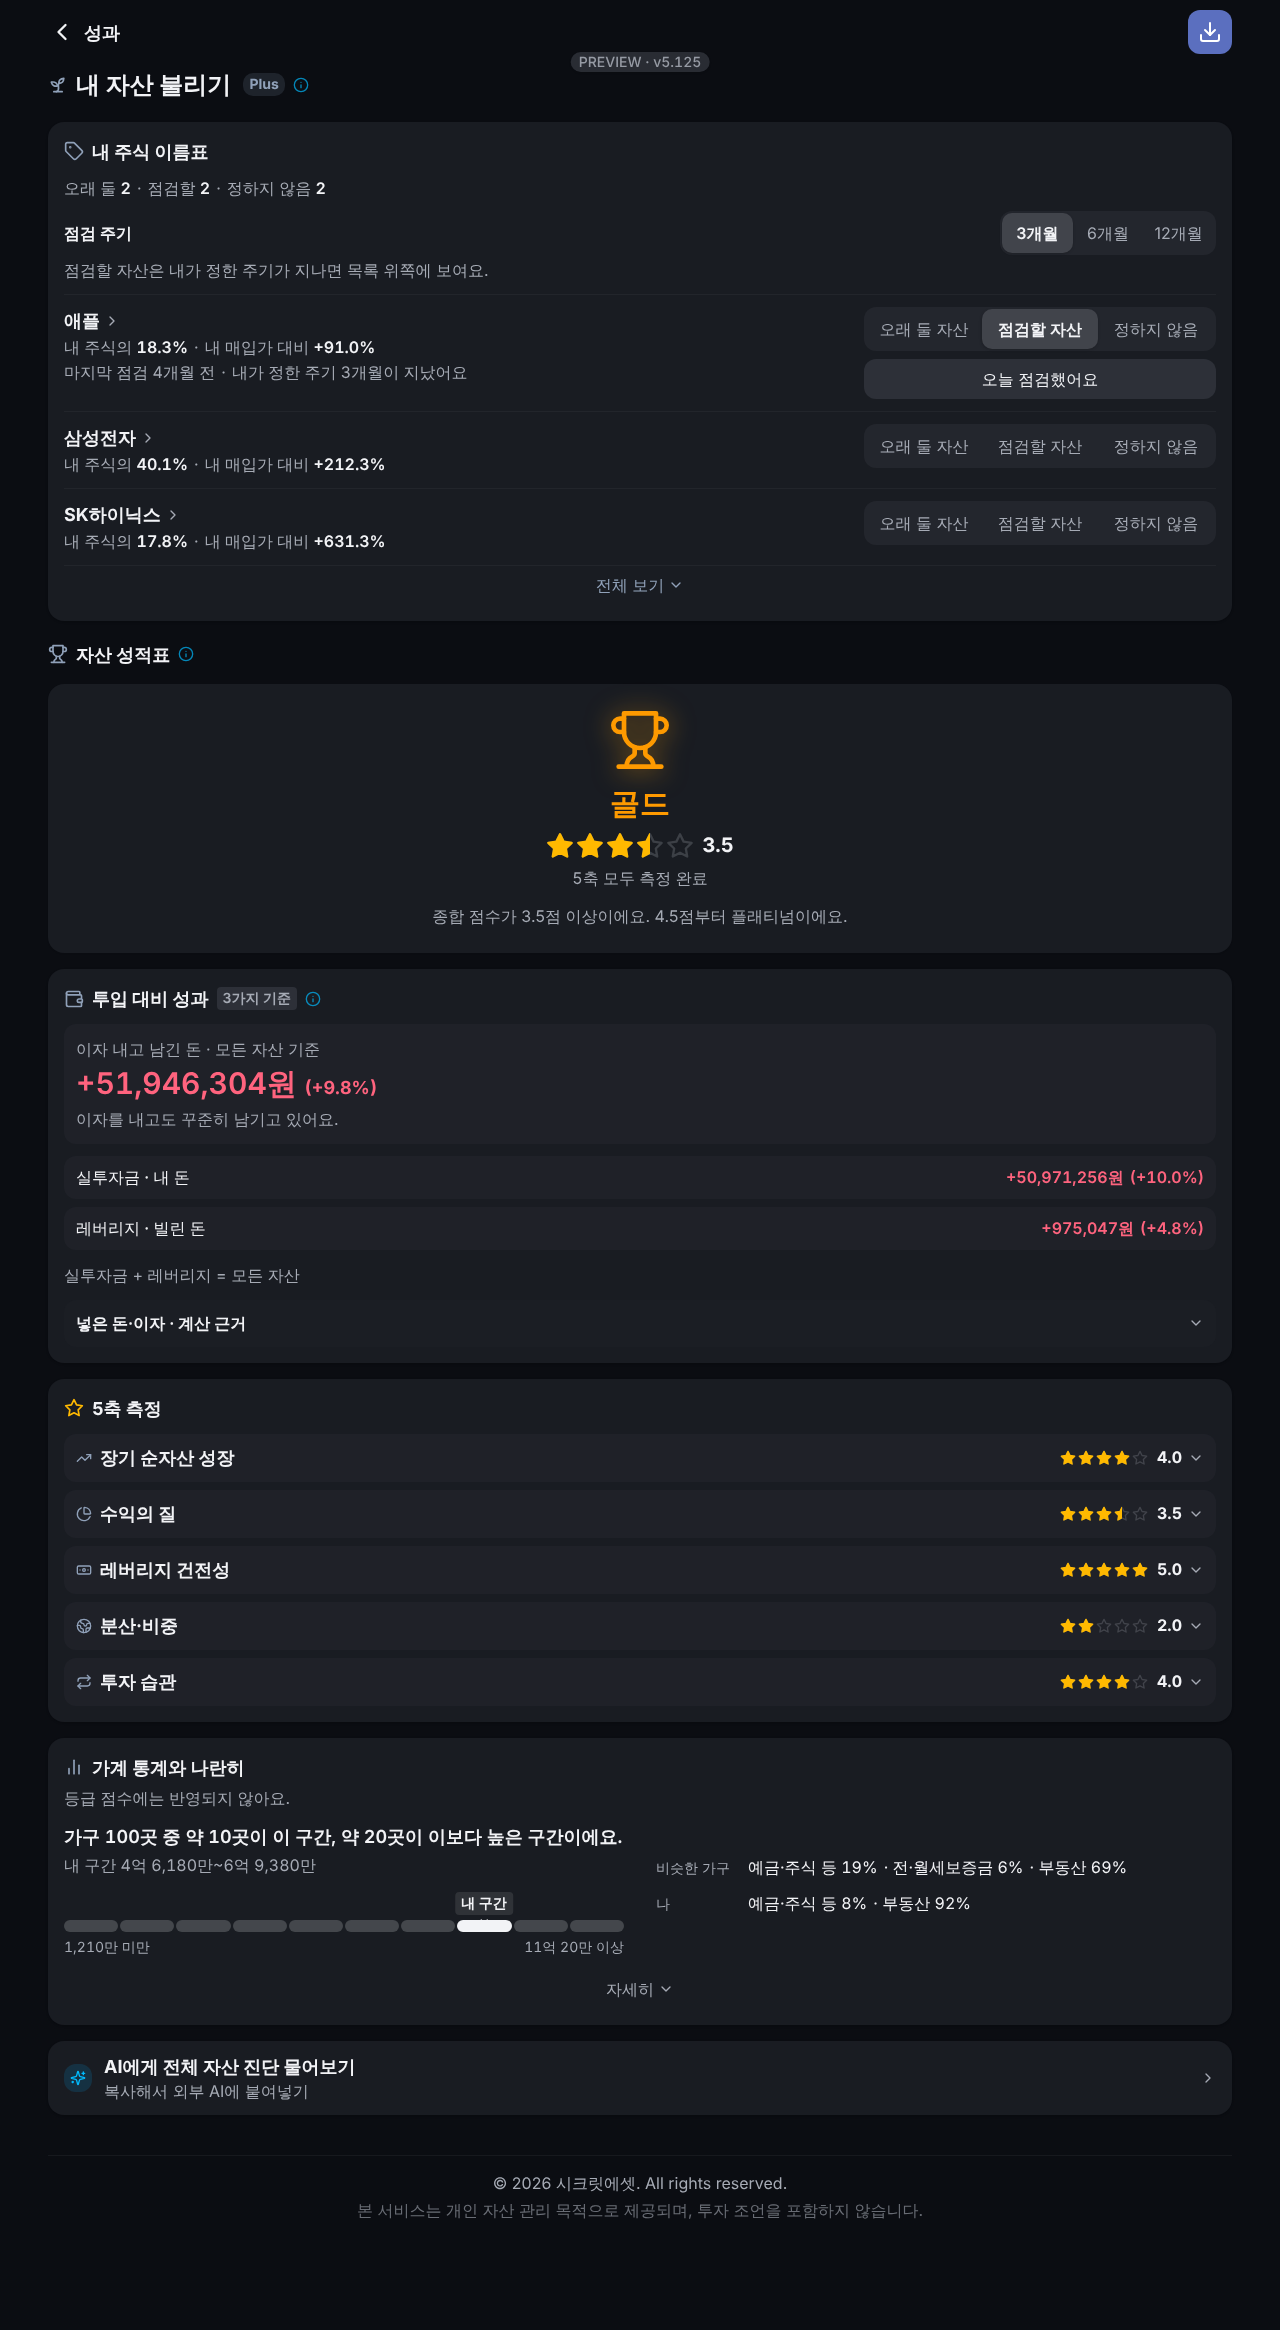 성과
PREVIEW · v5.125
내 자산 불리기 Plus
내 주식 이름표
오래 둘 2 · 점검할 2 · 정하지 않음 2
점검 주기
3개월 6개월 12개월
점검할 자산은 내가 정한 주기가 지나면 목록 위쪽에 보여요.
애플
오래 둘 자산 점검할 자산 정하지 않음
내 주식의 18.3% · 내 매입가 대비 +91.0%
마지막 점검 4개월 전 · 내가 정한 주기 3개월이 지났어요
오늘 점검했어요
삼성전자
오래 둘 자산 점검할 자산 정하지 않음
내 주식의 40.1% · 내 매입가 대비 +212.3%
SK하이닉스
오래 둘 자산 점검할 자산 정하지 않음
내 주식의 17.8% · 내 매입가 대비 +631.3%
전체 보기
자산 성적표
골드
3.5
5축 모두 측정 완료
종합 점수가 3.5점 이상이에요. 4.5점부터 플래티넘이에요.
투입 대비 성과 3가지 기준
이자 내고 남긴 돈 · 모든 자산 기준
+51,946,304원 (+9.8%)
이자를 내고도 꾸준히 남기고 있어요.
실투자금 · 내 돈 +50,971,256원 (+10.0%)
레버리지 · 빌린 돈 +975,047원 (+4.8%)
실투자금 + 레버리지 = 모든 자산
넣은 돈·이자 · 계산 근거
5축 측정
장기 순자산 성장 4.0
수익의 질 3.5
레버리지 건전성 5.0
분산·비중 2.0
투자 습관 4.0
가계 통계와 나란히
등급 점수에는 반영되지 않아요.
가구 100곳 중 약 10곳이 이 구간, 약 20곳이 이보다 높은 구간이에요.
내 구간 4억 6,180만~6억 9,380만
내 구간
1,210만 미만 11억 20만 이상
비슷한 가구 예금·주식 등 19% · 전·월세보증금 6% · 부동산 69%
나 예금·주식 등 8% · 부동산 92%
자세히
AI에게 전체 자산 진단 물어보기
복사해서 외부 AI에 붙여넣기
© 2026 시크릿에셋. All rights reserved.
본 서비스는 개인 자산 관리 목적으로 제공되며, 투자 조언을 포함하지 않습니다.